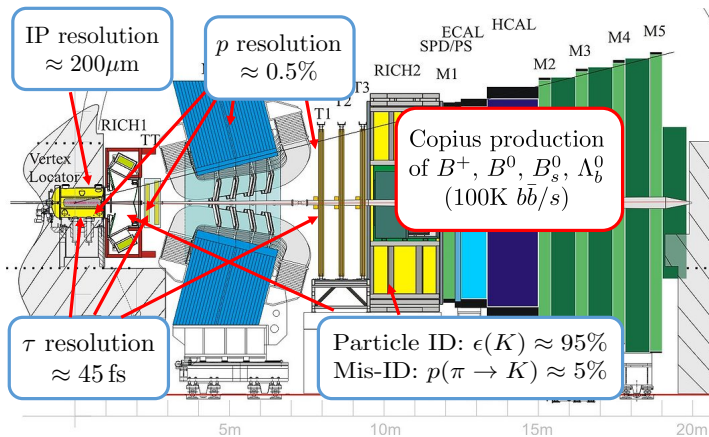 IP resolution
≈ 200μm
p resolution
≈ 0.5%
ECAL
HCAL
SPD/PS
RICH2
M1
M2
M3
M4
M5
T1
T2
T3
RICH1
TT
Vertex
Locator
Copius production
of B⁺, B⁰, B⁰ₛ, Λ⁰_b
(100K bb̄/s)
τ resolution
≈ 45 fs
Particle ID: ϵ(K) ≈ 95%
Mis-ID: p(π → K) ≈ 5%
5m
10m
15m
20m